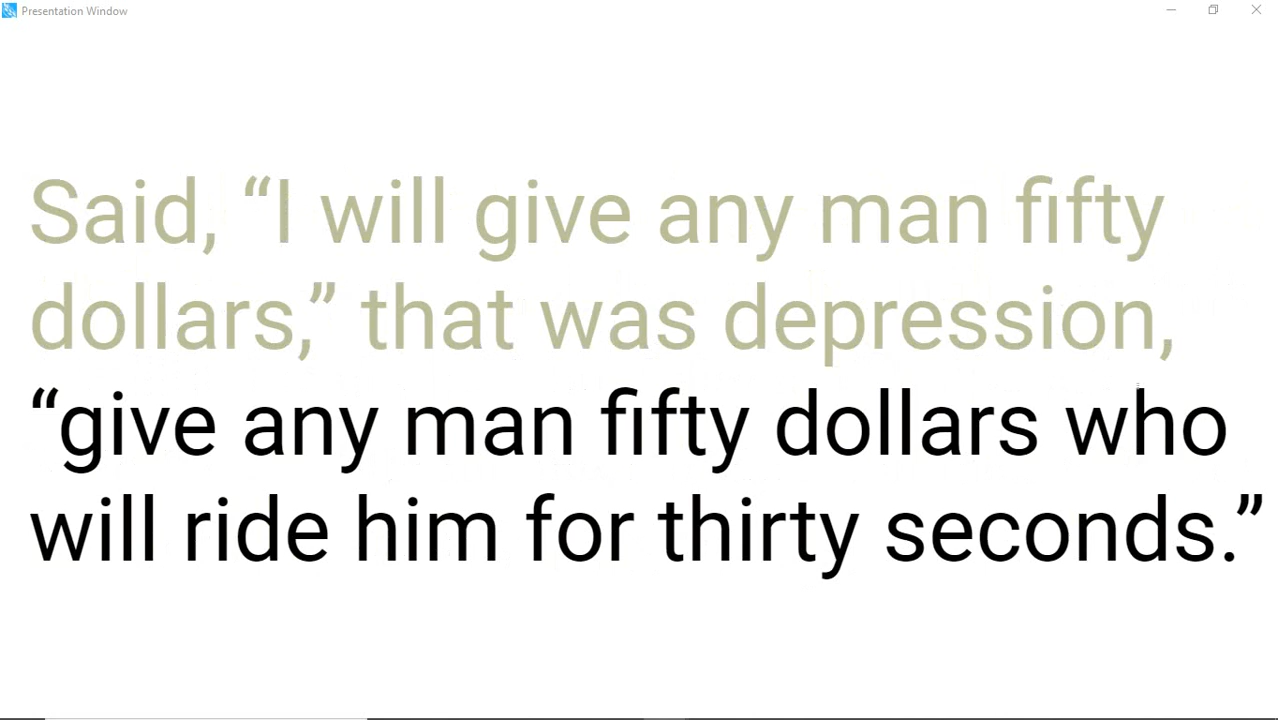 Presentation Window
Said, “I will give any man fifty
dollars,” that was depression,
“give any man fifty dollars who
will ride him for thirty seconds.”